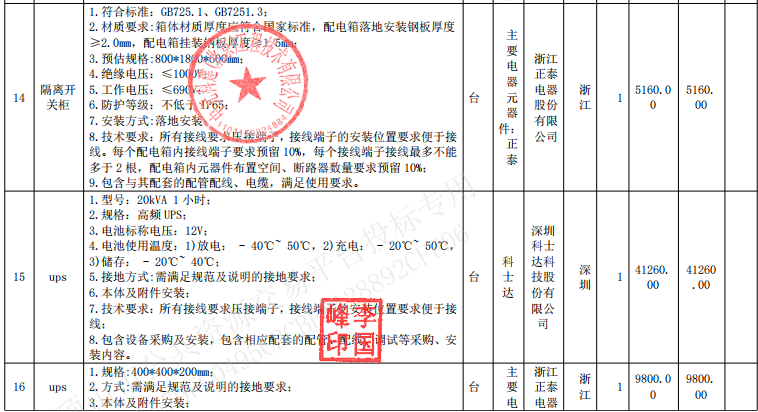 1. 符合标准: GB725.1、GB7251.3;
2. 材质要求:箱体材质厚度应符合国家标准, 配电箱落地安装钢板厚度
≥2.0mm, 配电箱挂装钢板厚度≥1.5mm;
3. 预估规格:800*1800*600mm;
4. 绝缘电压: ≤1000V
5. 工作电压: ≤690V
6. 防护等级: 不低于 IP65;
7. 安装方式:落地安装
8. 技术要求: 所有接线要求压接端子, 接线端子的安装位置要求便于接
线。每个配电箱内接线端子要求预留 10%, 每个接线端子接线最多不能
多于 2 根, 配电箱内元器件布置空间、断路器数量要求预留 10%;
9. 包含与其配套的配管配线、电缆, 满足使用要求。
14
隔离开
关柜
台
主
要
电
器
元
器
件:
正
泰
浙江
正泰
电器
股份
有限
公司
浙
江
1
5160.0
0
5160.
00
15
ups
1. 型号: 20kVA 1 小时;
2. 规格: 高频 UPS;
3. 电池标称电压: 12V;
4. 电池使用温度: 1)放电: －40℃~ 50℃, 2)充电: －20℃~ 50℃,
3)储存: －20℃~ 40℃;
5. 接地方式:需满足规范及说明的接地要求;
6. 本体及附件安装;
7. 技术要求: 所有接线要求压接端子, 接线端子的安装位置要求便于接
线;
8. 包含设备采购及安装, 包含相应配套的配管、配线、调试等采购、安
装内容。
台
科
士
达
深圳
科士
达科
技股
份有
限公
司
深
圳
1
41260.
00
41260
.00
16
ups
1. 规格:400*400*200mm;
2. 方式:需满足规范及说明的接地要求;
3. 本体及附件安装;
台
主
要
电
浙江
正泰
电器
浙
江
1
9800.0
0
9800.
00
李国
峰印